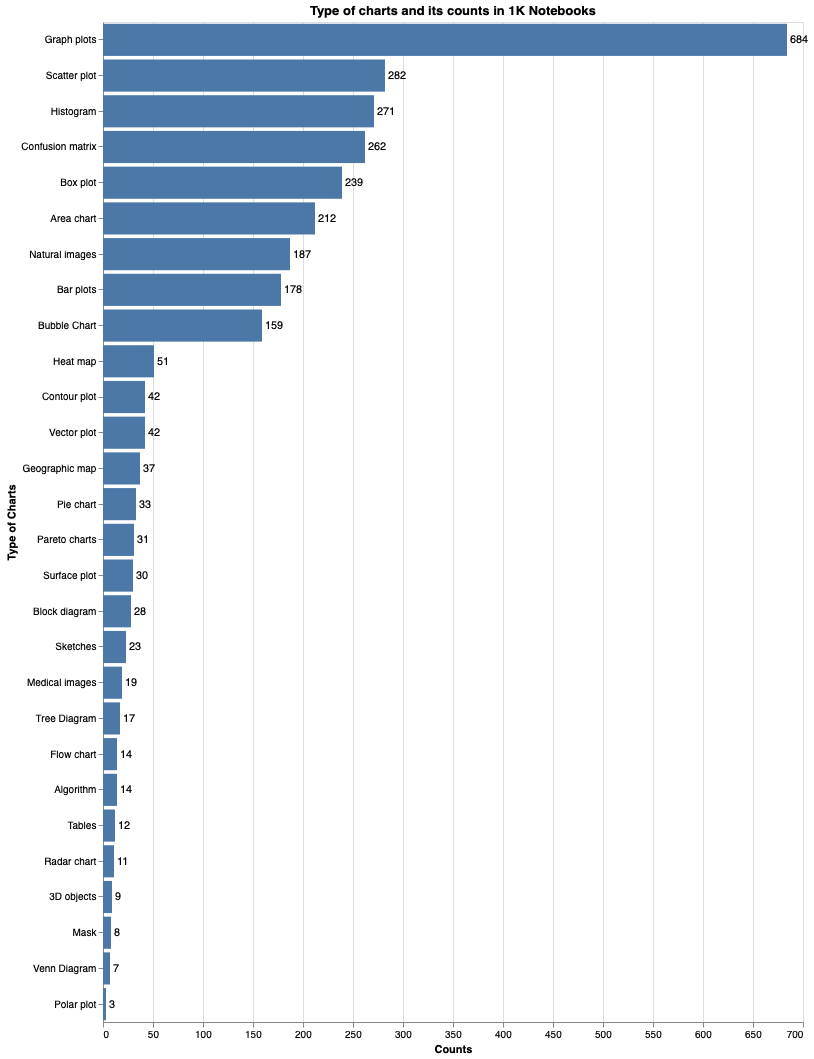 Type of charts and its counts in 1K Notebooks
Graph plots 684
Scatter plot 282
Histogram 271
Confusion matrix 262
Box plot 239
Area chart 212
Natural images 187
Bar plots 178
Bubble Chart 159
Heat map 51
Contour plot 42
Vector plot 42
Geographic map 37
Pie chart 33
Pareto charts 31
Surface plot 30
Block diagram 28
Sketches 23
Medical images 19
Tree Diagram 17
Flow chart 14
Algorithm 14
Tables 12
Radar chart 11
3D objects 9
Mask 8
Venn Diagram 7
Polar plot 3
Type of Charts
0 50 100 150 200 250 300 350 400 450 500 550 600 650 700
Counts